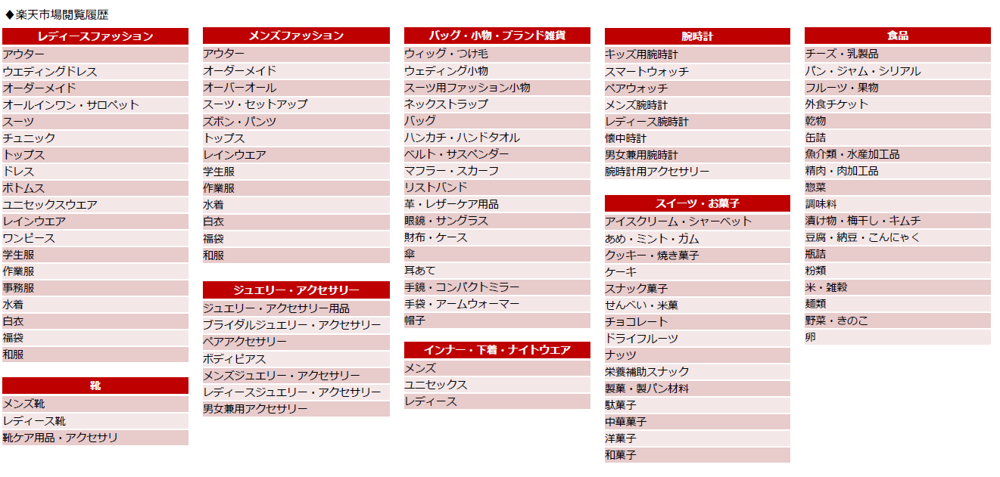 ◆楽天市場閲覧履歴
レディースファッション
アウター
ウエディングドレス
オーダーメイド
オールインワン・サロペット
スーツ
チュニック
トップス
ドレス
ボトムス
ユニセックスウエア
レインウエア
ワンピース
学生服
作業服
事務服
水着
白衣
福袋
和服
靴
メンズ靴
レディース靴
靴ケア用品・アクセサリ
メンズファッション
アウター
オーダーメイド
オーバーオール
スーツ・セットアップ
ズボン・パンツ
トップス
レインウエア
学生服
作業服
水着
白衣
福袋
和服
ジュエリー・アクセサリー
ジュエリー・アクセサリー用品
ブライダルジュエリー・アクセサリー
ペアアクセサリー
ボディピアス
メンズジュエリー・アクセサリー
レディースジュエリー・アクセサリー
男女兼用アクセサリー
バッグ・小物・ブランド雑貨
ウィッグ・つけ毛
ウェディング小物
スーツ用ファッション小物
ネックストラップ
バッグ
ハンカチ・ハンドタオル
ベルト・サスペンダー
マフラー・スカーフ
リストバンド
革・レザーケア用品
眼鏡・サングラス
財布・ケース
傘
耳あて
手鏡・コンパクトミラー
手袋・アームウォーマー
帽子
インナー・下着・ナイトウエア
メンズ
ユニセックス
レディース
腕時計
キッズ用腕時計
スマートウォッチ
ペアウォッチ
メンズ腕時計
レディース腕時計
懐中時計
男女兼用腕時計
腕時計用アクセサリー
スイーツ・お菓子
アイスクリーム・シャーベット
あめ・ミント・ガム
クッキー・焼き菓子
ケーキ
スナック菓子
せんべい・米菓
チョコレート
ドライフルーツ
ナッツ
栄養補助スナック
製菓・製パン材料
駄菓子
中華菓子
洋菓子
和菓子
食品
チーズ・乳製品
パン・ジャム・シリアル
フルーツ・果物
外食チケット
乾物
缶詰
魚介類・水産加工品
精肉・肉加工品
惣菜
調味料
漬け物・梅干し・キムチ
豆腐・納豆・こんにゃく
瓶詰
粉類
米・雑穀
麺類
野菜・きのこ
卵